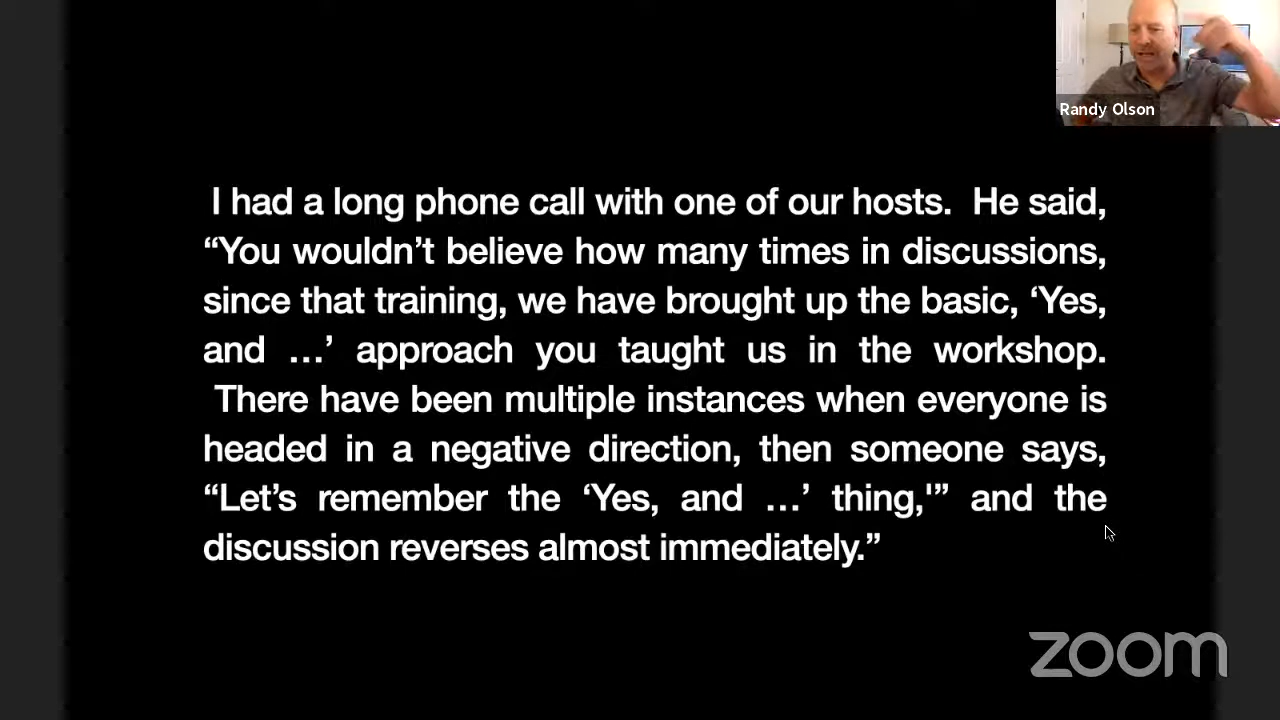 Randy Olson
I had a long phone call with one of our hosts.  He said,
“You wouldn’t believe how many times in discussions,
since that training, we have brought up the basic, ‘Yes,
and …’ approach you taught us in the workshop.
There have been multiple instances when everyone is
headed in a negative direction, then someone says,
“Let’s remember the ‘Yes, and …’ thing,'” and the
discussion reverses almost immediately.”
zoom